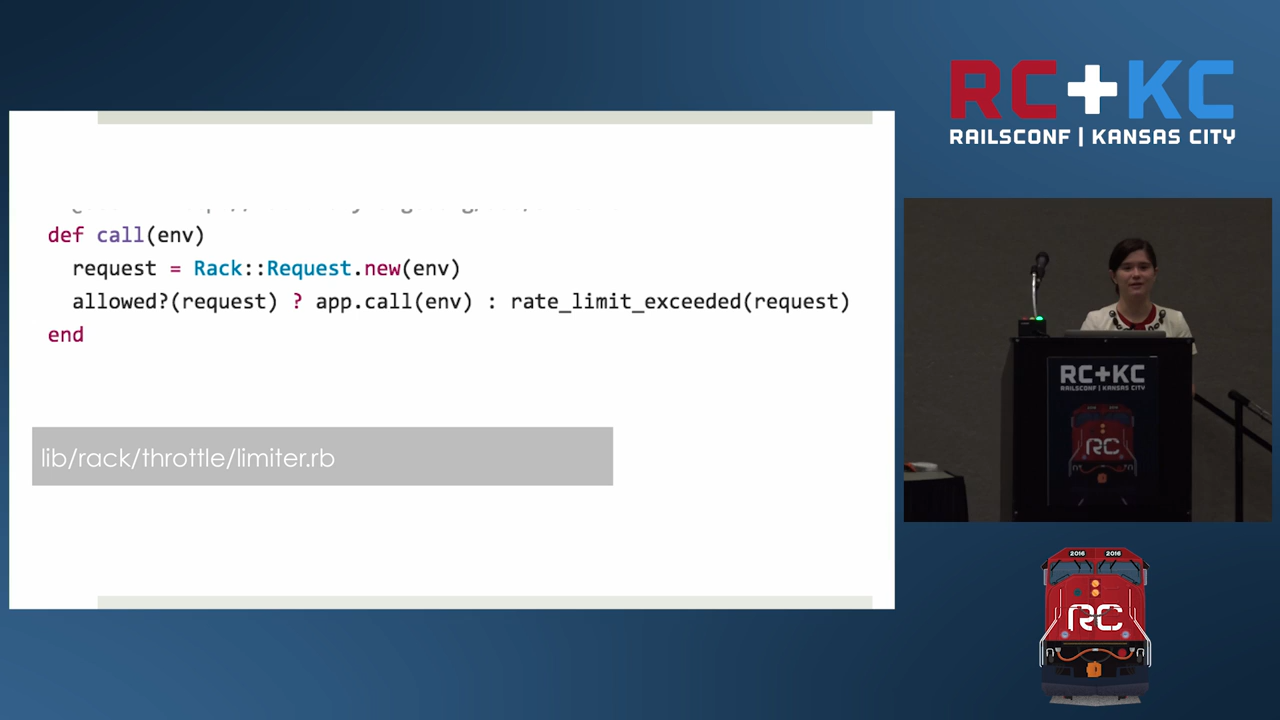 def call(env)
request = Rack::Request.new(env)
allowed?(request) ? app.call(env) : rate_limit_exceeded(request)
end
lib/rack/throttle/limiter.rb
RC+KC
RAILSCONF | KANSAS CITY
RC+KC
RAILSCONF | KANSAS CITY
RC
2016 2016
RC